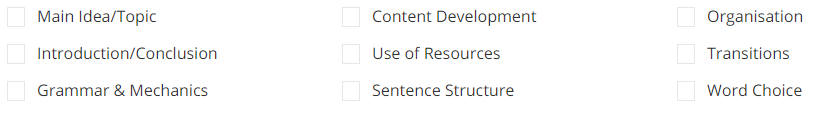 Main Idea/Topic Content Development Organisation
Introduction/Conclusion Use of Resources Transitions
Grammar & Mechanics Sentence Structure Word Choice